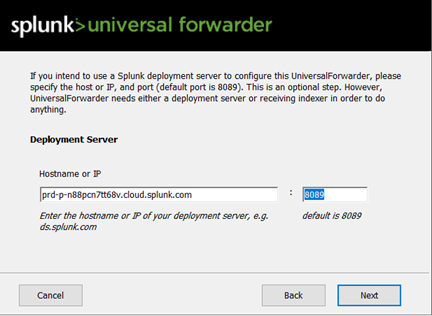 splunk>universal forwarder
If you intend to use a Splunk deployment server to configure this UniversalForwarder, please
specify the host or IP, and port (default port is 8089). This is an optional step. However,
UniversalForwarder needs either a deployment server or receiving indexer in order to do
anything.
Deployment Server
Hostname or IP
prd-p-n88pcn7tt68v.cloud.splunk.com : 8089
Enter the hostname or IP of your deployment server, e.g. default is 8089
ds.splunk.com
Cancel Back Next